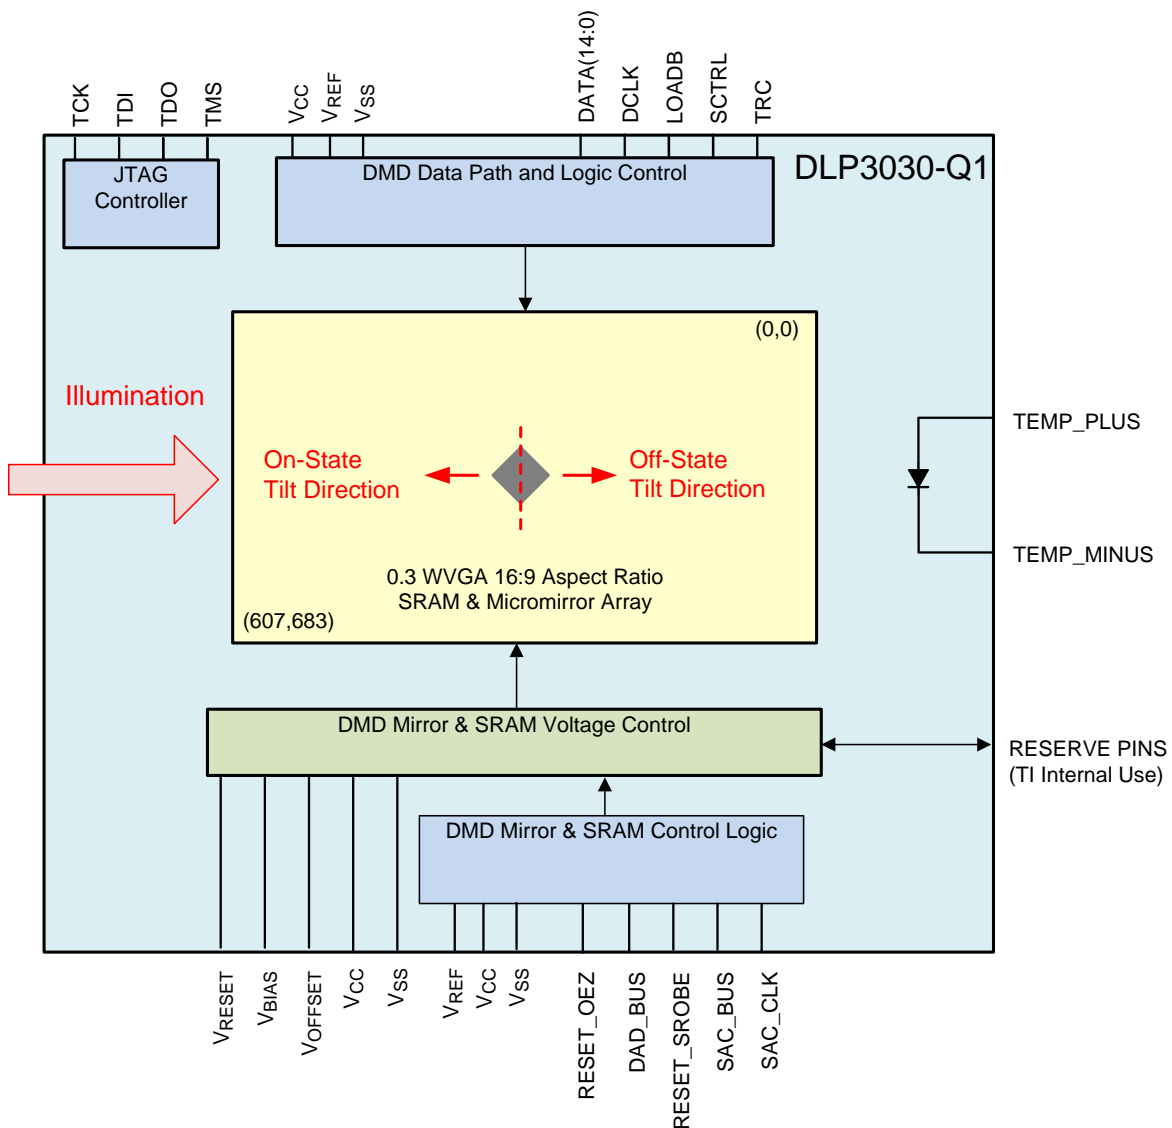 TCK
TDI
TDO
TMS
VCC
VREF
VSS
DATA(14:0)
DCLK
LOADB
SCTRL
TRC
DLP3030-Q1
JTAG
Controller
DMD Data Path and Logic Control
(0,0)
Illumination
On-State
Tilt Direction
Off-State
Tilt Direction
TEMP_PLUS
TEMP_MINUS
0.3 WVGA 16:9 Aspect Ratio
SRAM & Micromirror Array
(607,683)
DMD Mirror & SRAM Voltage Control
RESERVE PINS
(TI Internal Use)
DMD Mirror & SRAM Control Logic
VRESET
VBIAS
VOFFSET
VCC
VSS
VREF
VCC
VSS
RESET_OEZ
DAD_BUS
RESET_SROBE
SAC_BUS
SAC_CLK